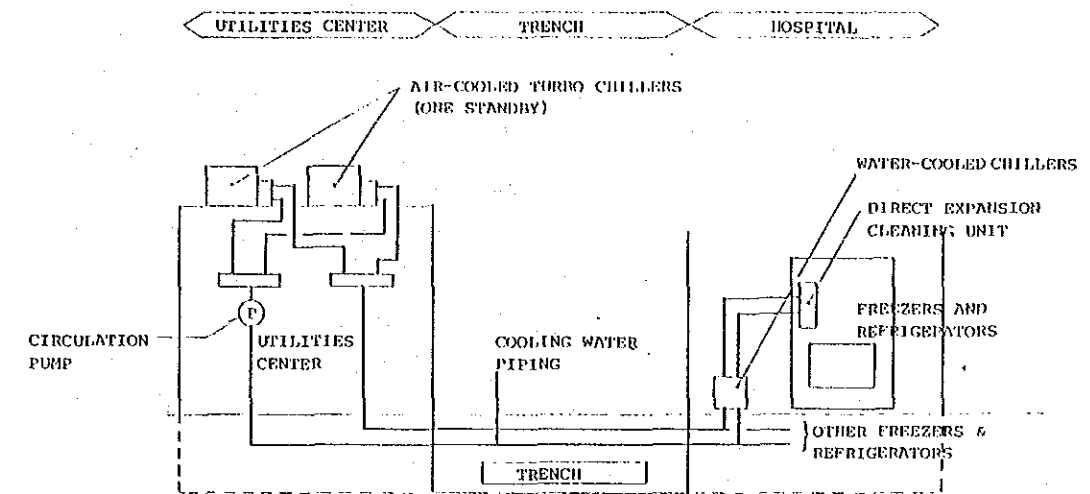 UTILITIES CENTER
TRENCH
HOSPITAL
AIR-COOLED TURBO CHILLERS
(ONE STANDBY)
WATER-COOLED CHILLERS
DIRECT EXPANSION
CLEANING UNIT
FREEZERS AND
REFRIGERATORS
P
CIRCULATION
PUMP
UTILITIES
CENTER
COOLING WATER
PIPING
OTHER FREEZERS &
REFRIGERATORS
TRENCH